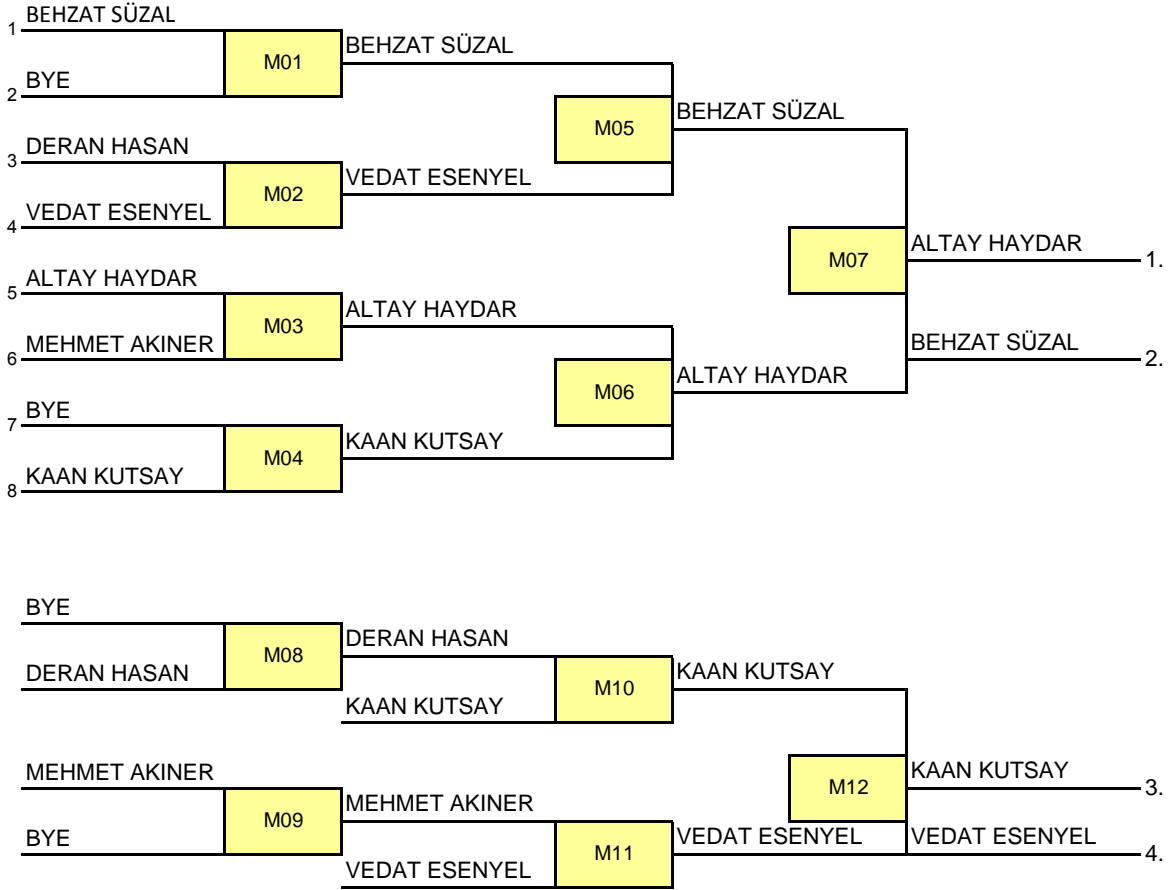 1 BEHZAT SÜZAL
M01
BEHZAT SÜZAL
2 BYE
M05
BEHZAT SÜZAL
3 DERAN HASAN
M02
VEDAT ESENYEL
4 VEDAT ESENYEL
M07
ALTAY HAYDAR 1.
5 ALTAY HAYDAR
M03
ALTAY HAYDAR
6 MEHMET AKINER
BEHZAT SÜZAL 2.
M06
ALTAY HAYDAR
7 BYE
M04
KAAN KUTSAY
8 KAAN KUTSAY
BYE
M08
DERAN HASAN
DERAN HASAN
M10
KAAN KUTSAY
KAAN KUTSAY
MEHMET AKINER
M12
KAAN KUTSAY 3.
M09
MEHMET AKINER
BYE
M11
VEDAT ESENYEL
VEDAT ESENYEL 4.
VEDAT ESENYEL